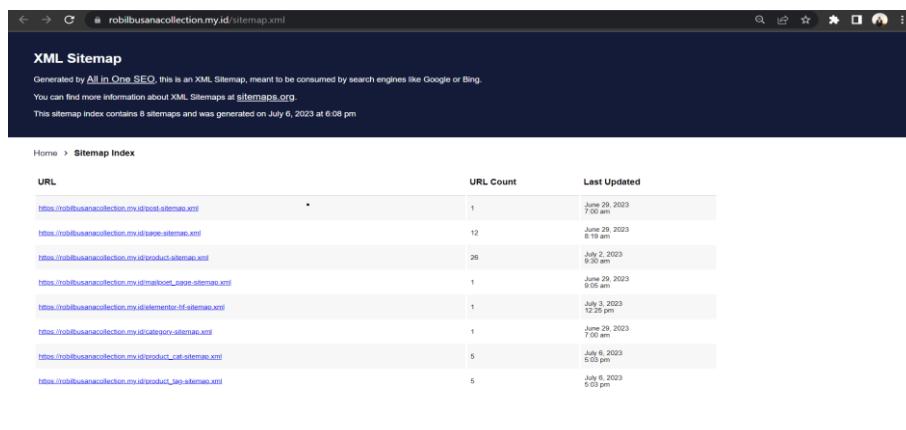 robilbusanacollection.my.id/sitemap.xml
XML Sitemap
Generated by All in One SEO, this is an XML Sitemap, meant to be consumed by search engines like Google or Bing.
You can find more information about XML Sitemaps at sitemaps.org.
This sitemap index contains 8 sitemaps and was generated on July 6, 2023 at 6:08 pm
Home > Sitemap Index
URL URL Count Last Updated
https://robilbusanacollection.my.id/post-sitemap.xml 1 June 29, 2023
7:00 am
https://robilbusanacollection.my.id/page-sitemap.xml 12 June 29, 2023
8:19 am
https://robilbusanacollection.my.id/product-sitemap.xml 26 July 2, 2023
9:30 am
https://robilbusanacollection.my.id/mailpoet_page-sitemap.xml 1 June 29, 2023
9:05 am
https://robilbusanacollection.my.id/elementor-hf-sitemap.xml 1 July 3, 2023
12:25 pm
https://robilbusanacollection.my.id/category-sitemap.xml 1 June 29, 2023
7:00 am
https://robilbusanacollection.my.id/product_cat-sitemap.xml 5 July 6, 2023
5:03 pm
https://robilbusanacollection.my.id/product_tag-sitemap.xml 5 July 6, 2023
5:03 pm